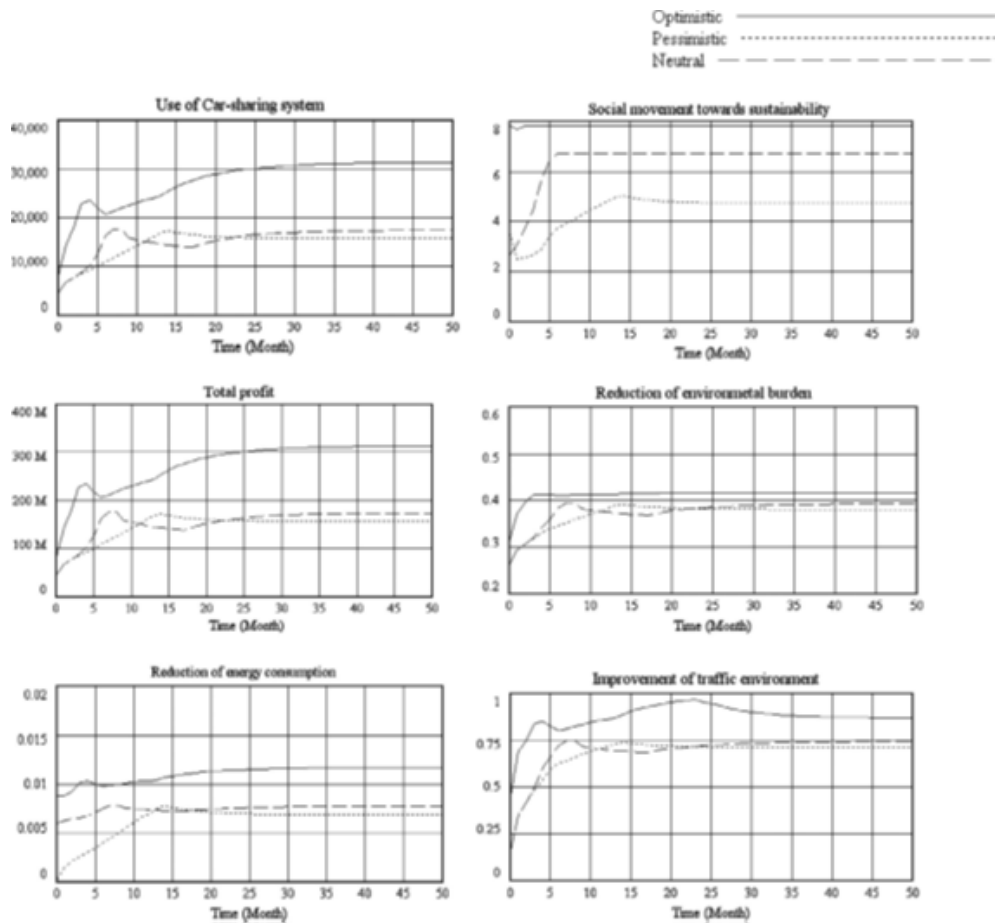 Optimistic
Pessimistic
Neutral
Use of Car-sharing system
40,000
30,000
20,000
10,000
0
0 5 10 15 20 25 30 35 40 45 50
Time (Month)
Social movement towards sustainability
8
6
4
2
0
0 5 10 15 20 25 30 35 40 45 50
Time (Month)
Total profit
400 M
300 M
200 M
100 M
0
0 5 10 15 20 25 30 35 40 45 50
Time (Month)
Reduction of environmetal burden
0.6
0.5
0.4
0.3
0.2
0 5 10 15 20 25 30 35 40 45 50
Time (Month)
Reduction of energy consumption
0.02
0.015
0.01
0.005
0
0 5 10 15 20 25 30 35 40 45 50
Time (Month)
Improvement of traffic environment
1
0.75
0.5
0.25
0
0 5 10 15 20 25 30 35 40 45 50
Time (Month)